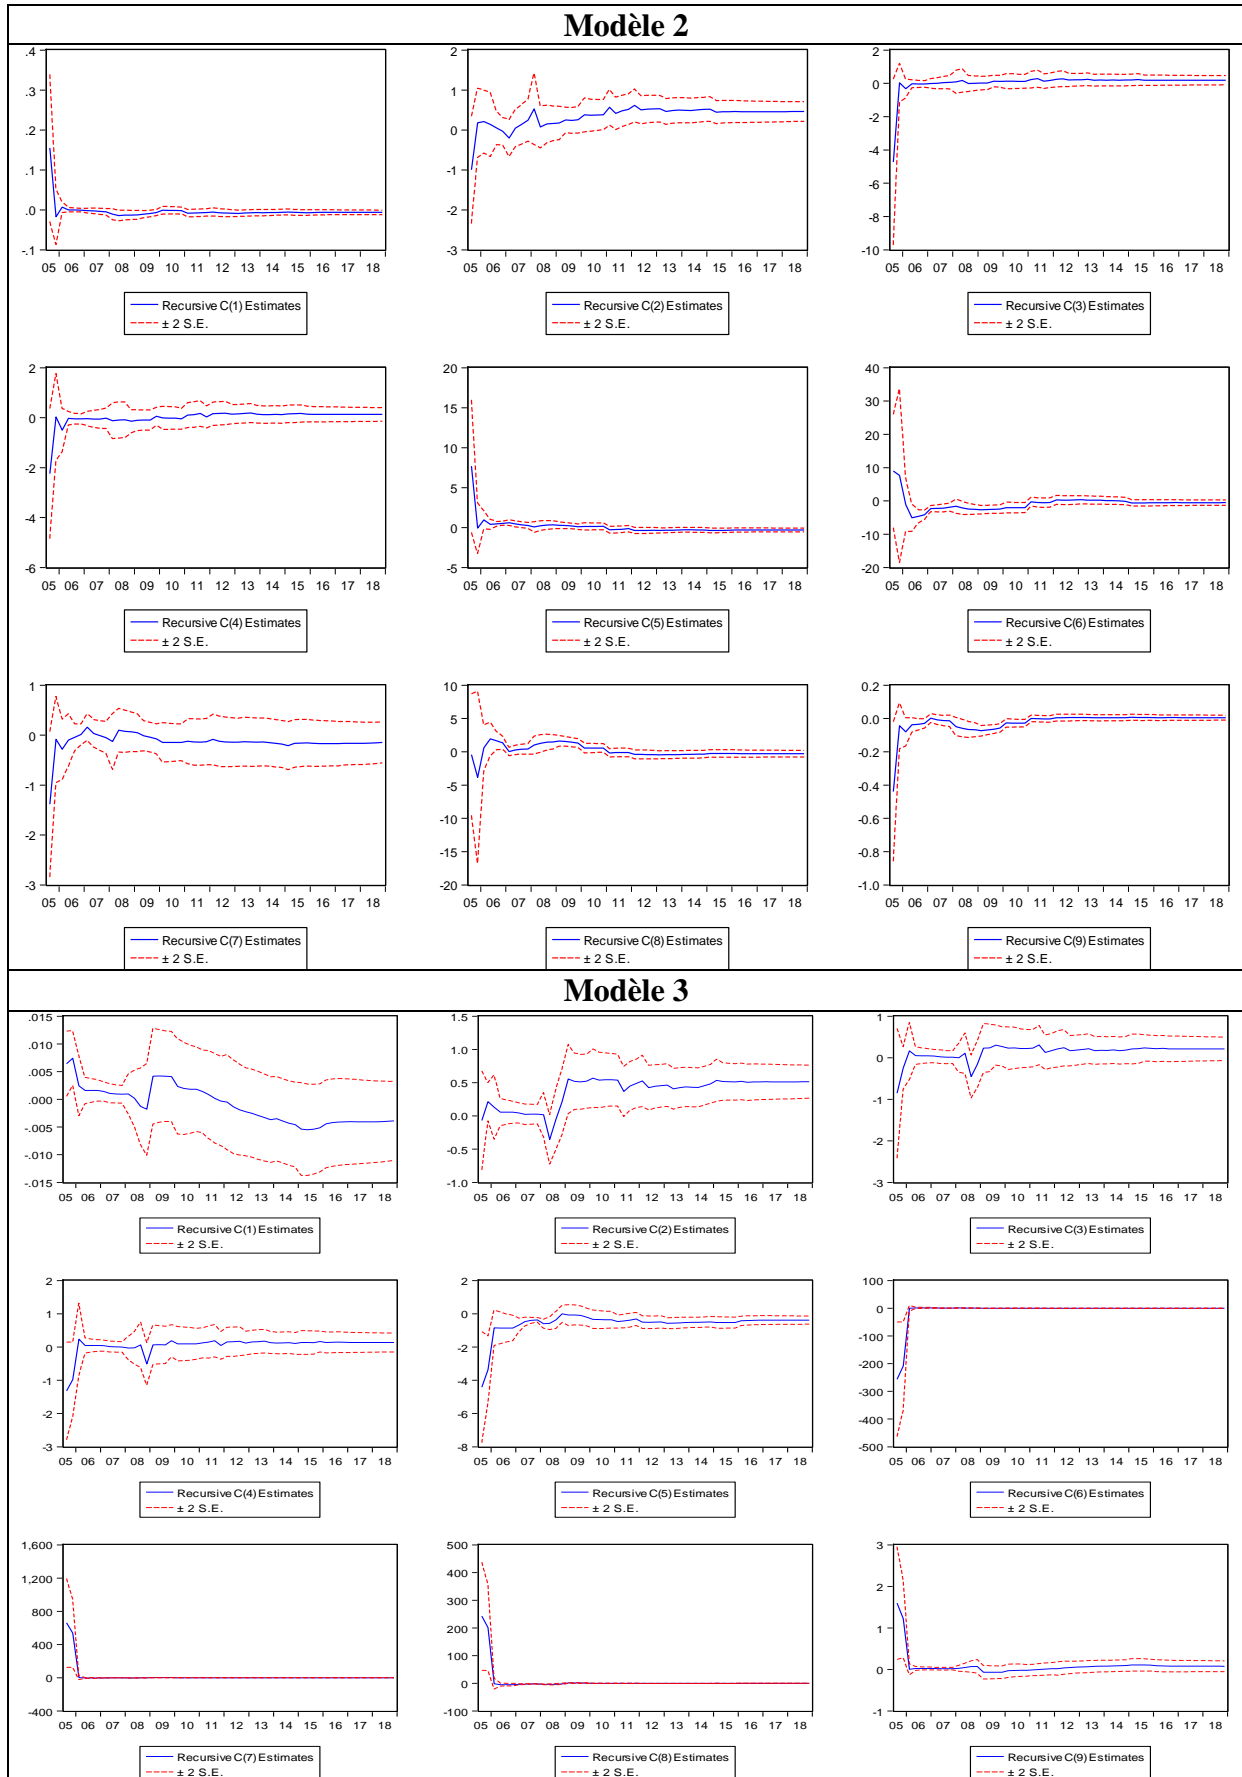 Modèle 2
.4
.3
.2
.1
.0
-.1
05 06 07 08 09 10 11 12 13 14 15 16 17 18
Recursive C(1) Estimates
± 2 S.E.
2
1
0
-1
-2
-3
05 06 07 08 09 10 11 12 13 14 15 16 17 18
Recursive C(2) Estimates
± 2 S.E.
2
0
-2
-4
-6
-8
-10
05 06 07 08 09 10 11 12 13 14 15 16 17 18
Recursive C(3) Estimates
± 2 S.E.
2
0
-2
-4
-6
05 06 07 08 09 10 11 12 13 14 15 16 17 18
Recursive C(4) Estimates
± 2 S.E.
20
15
10
5
0
-5
05 06 07 08 09 10 11 12 13 14 15 16 17 18
Recursive C(5) Estimates
± 2 S.E.
40
30
20
10
0
-10
-20
05 06 07 08 09 10 11 12 13 14 15 16 17 18
Recursive C(6) Estimates
± 2 S.E.
1
0
-1
-2
-3
05 06 07 08 09 10 11 12 13 14 15 16 17 18
Recursive C(7) Estimates
± 2 S.E.
10
5
0
-5
-10
-15
-20
05 06 07 08 09 10 11 12 13 14 15 16 17 18
Recursive C(8) Estimates
± 2 S.E.
0.2
0.0
-0.2
-0.4
-0.6
-0.8
-1.0
05 06 07 08 09 10 11 12 13 14 15 16 17 18
Recursive C(9) Estimates
± 2 S.E.
Modèle 3
.015
.010
.005
.000
-.005
-.010
-.015
05 06 07 08 09 10 11 12 13 14 15 16 17 18
Recursive C(1) Estimates
± 2 S.E.
1.5
1.0
0.5
0.0
-0.5
-1.0
05 06 07 08 09 10 11 12 13 14 15 16 17 18
Recursive C(2) Estimates
± 2 S.E.
1
0
-1
-2
-3
05 06 07 08 09 10 11 12 13 14 15 16 17 18
Recursive C(3) Estimates
± 2 S.E.
2
1
0
-1
-2
-3
05 06 07 08 09 10 11 12 13 14 15 16 17 18
Recursive C(4) Estimates
± 2 S.E.
2
0
-2
-4
-6
-8
05 06 07 08 09 10 11 12 13 14 15 16 17 18
Recursive C(5) Estimates
± 2 S.E.
100
0
-100
-200
-300
-400
-500
05 06 07 08 09 10 11 12 13 14 15 16 17 18
Recursive C(6) Estimates
± 2 S.E.
1,600
1,200
800
400
0
-400
05 06 07 08 09 10 11 12 13 14 15 16 17 18
Recursive C(7) Estimates
± 2 S.E.
500
400
300
200
100
0
-100
05 06 07 08 09 10 11 12 13 14 15 16 17 18
Recursive C(8) Estimates
± 2 S.E.
3
2
1
0
-1
05 06 07 08 09 10 11 12 13 14 15 16 17 18
Recursive C(9) Estimates
± 2 S.E.